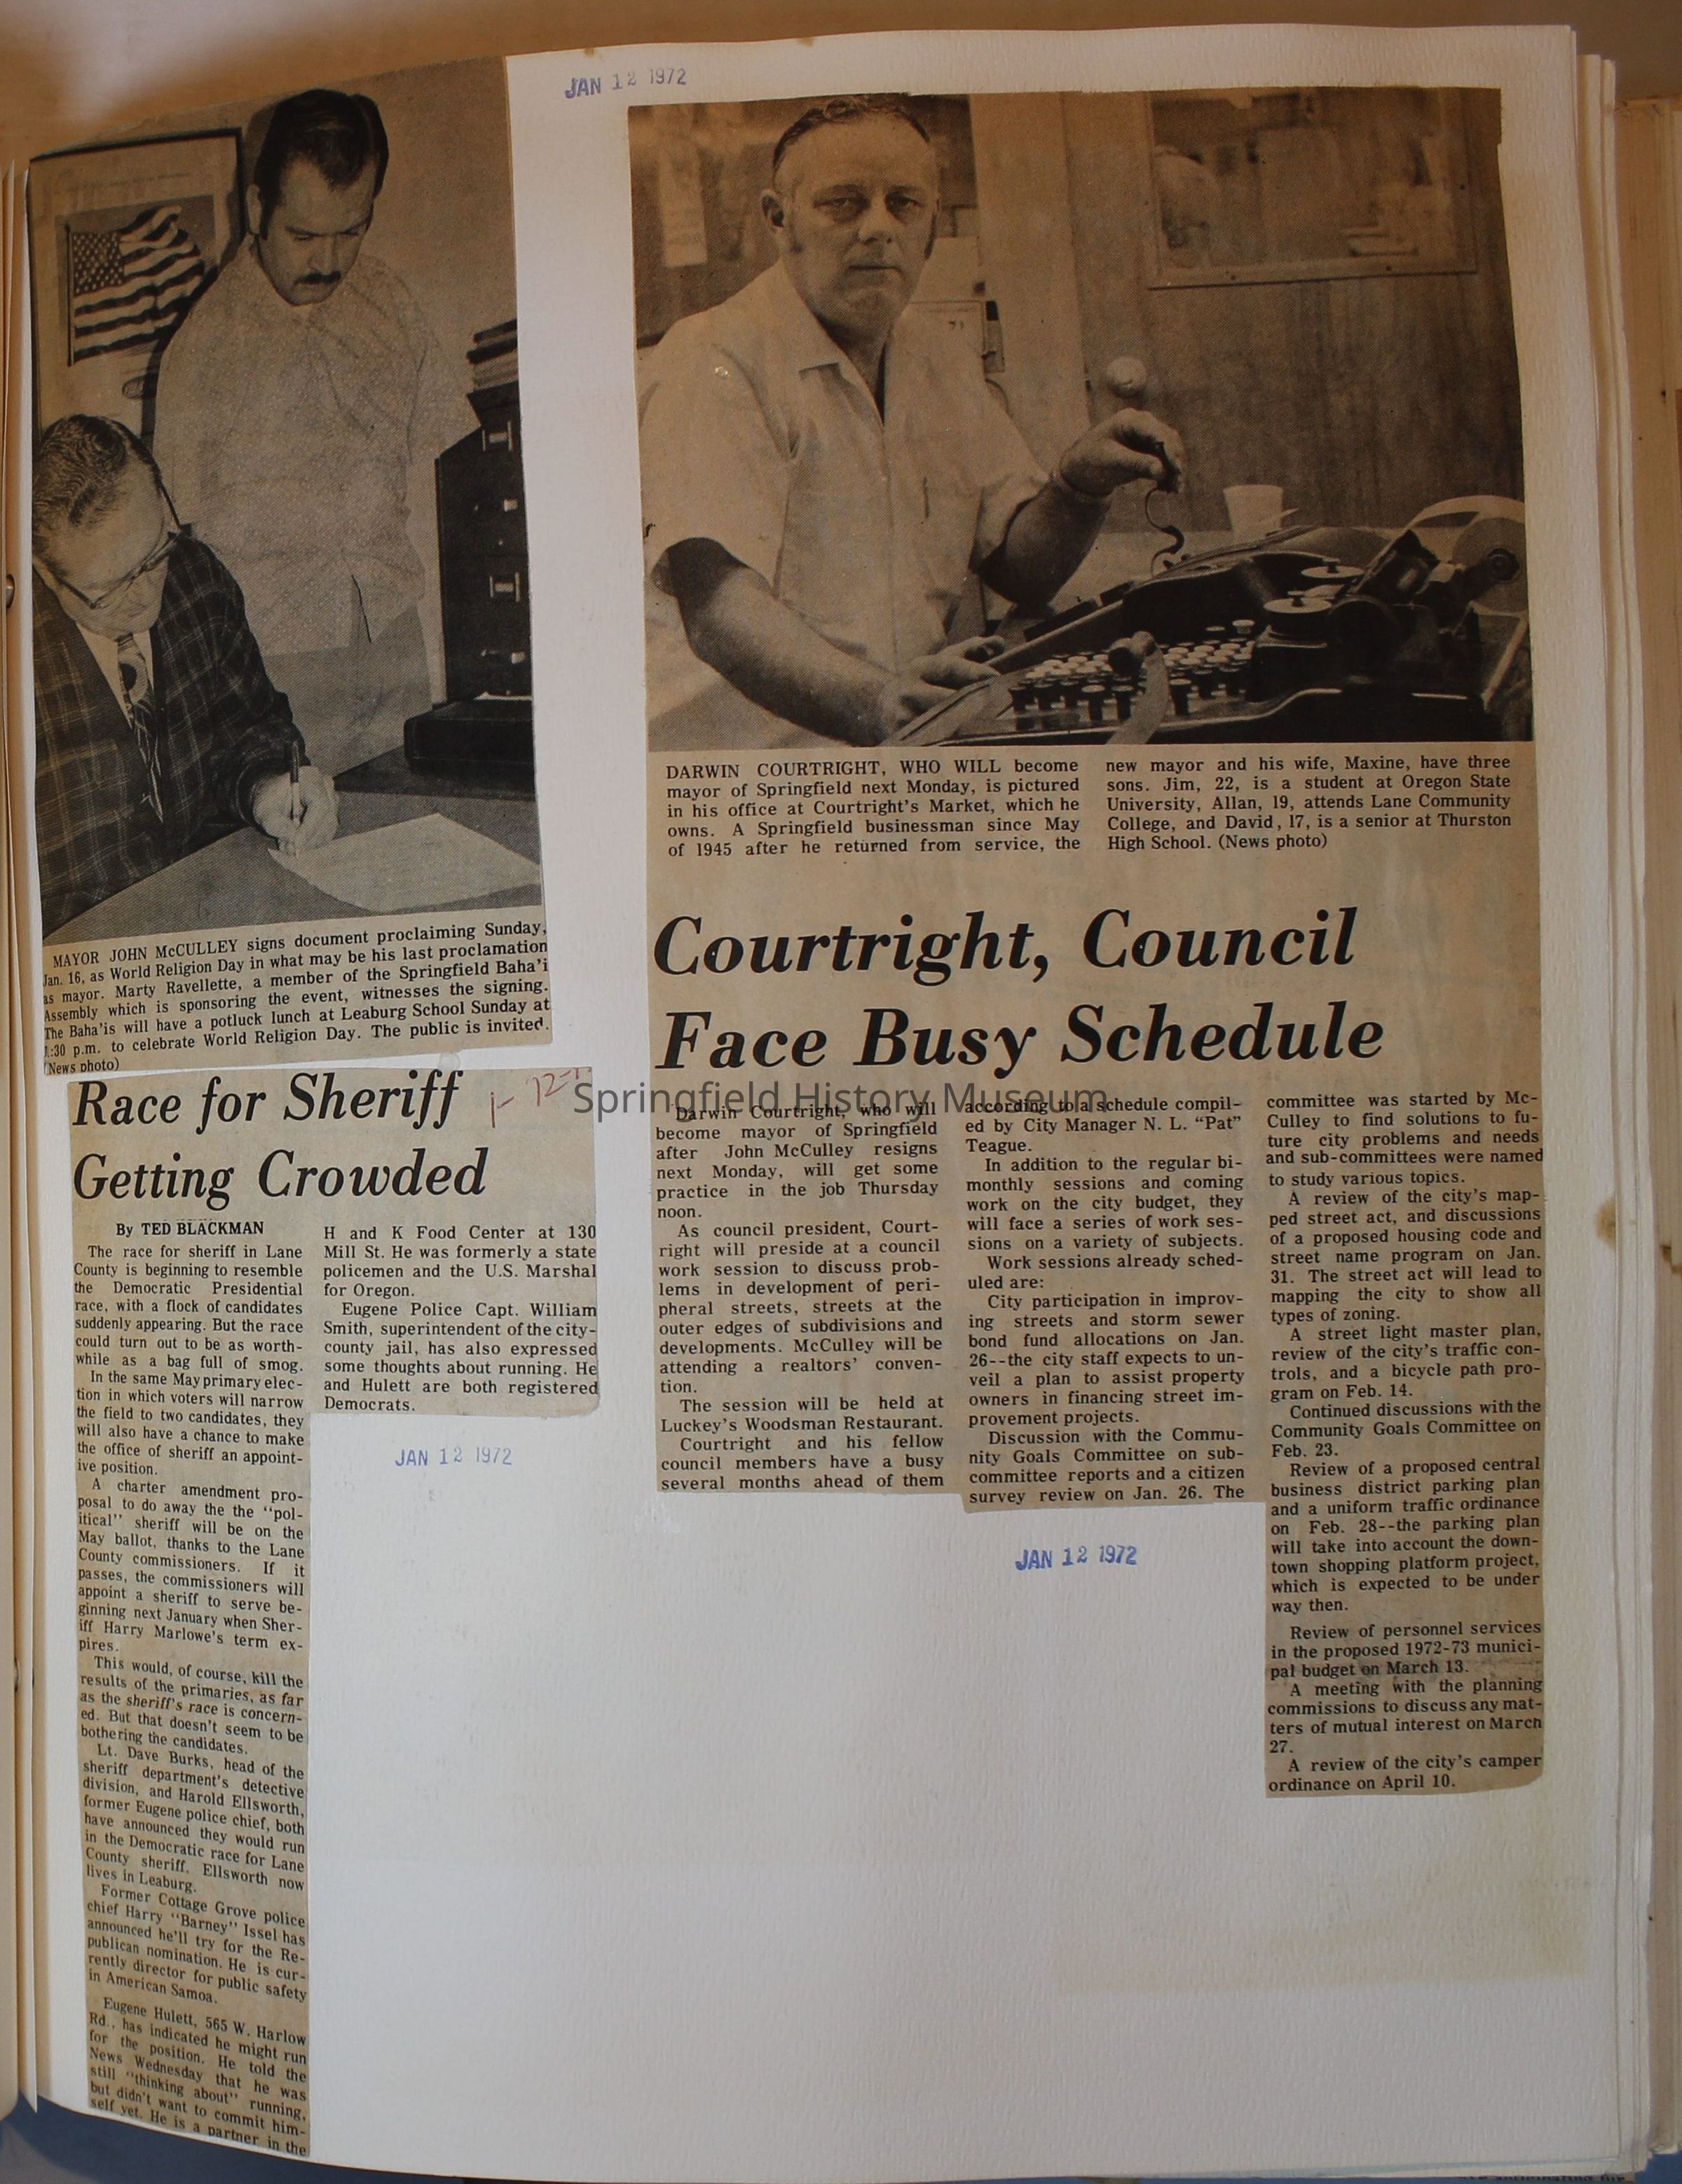 JAN 12 1972
MAYOR JOHN McCULLEY signs document proclaiming Sunday,
Jan. 16, as World Religion Day in what may be his last proclamation
as mayor. Marty Ravellette, a member of the Springfield Baha'i
Assembly which is sponsoring the event, witnesses the signing.
The Baha'is will have a potluck lunch at Leaburg School Sunday at
1:30 p.m. to celebrate World Religion Day. The public is invited.
(News photo)
Race for Sheriff
Getting Crowded
By TED BLACKMAN
The race for sheriff in Lane
County is beginning to resemble
the Democratic Presidential
race, with a flock of candidates
suddenly appearing. But the race
could turn out to be as worth-
while as a bag full of smog.
In the same May primary elec-
tion in which voters will narrow
the field to two candidates, they
will also have a chance to make
the office of sheriff an appoint-
ive position.
A charter amendment pro-
posal to do away the the "pol-
itical" sheriff will be on the
May ballot, thanks to the Lane
County commissioners. If it
passes, the commissioners will
appoint a sheriff to serve be-
ginning next January when Sher-
iff Harry Marlowe's term ex-
pires.
This would, of course, kill the
results of the primaries, as far
as the sheriff's race is concern-
ed. But that doesn't seem to be
bothering the candidates.
Lt. Dave Burks, head of the
sheriff department's detective
division, and Harold Ellsworth,
former Eugene police chief, both
have announced they would run
in the Democratic race for Lane
County sheriff. Ellsworth now
lives in Leaburg.
Former Cottage Grove police
chief Harry "Barney" Issel has
announced he'll try for the Re-
publican nomination. He is cur-
rently director for public safety
in American Samoa.
Eugene Hulett, 565 W. Harlow
Rd., has indicated he might run
for the position. He told the
News Wednesday that he was
still "thinking about" running,
but didn't want to commit him-
self yet. He is a partner in the
H and K Food Center at 130
Mill St. He was formerly a state
policemen and the U.S. Marshal
for Oregon.
Eugene Police Capt. William
Smith, superintendent of the city-
county jail, has also expressed
some thoughts about running. He
and Hulett are both registered
Democrats.
JAN 12 1972
DARWIN COURTRIGHT, WHO WILL become
mayor of Springfield next Monday, is pictured
in his office at Courtright's Market, which he
owns. A Springfield businessman since May
of 1945 after he returned from service, the
new mayor and his wife, Maxine, have three
sons. Jim, 22, is a student at Oregon State
University, Allan, 19, attends Lane Community
College, and David, 17, is a senior at Thurston
High School. (News photo)
Courtright, Council
Face Busy Schedule
Springfield History Museum
Darwin Courtright, who will
become mayor of Springfield
after John McCulley resigns
next Monday, will get some
practice in the job Thursday
noon.
As council president, Court-
right will preside at a council
work session to discuss prob-
lems in development of peri-
pheral streets, streets at the
outer edges of subdivisions and
developments. McCulley will be
attending a realtors' conven-
tion.
The session will be held at
Luckey's Woodsman Restaurant.
Courtright and his fellow
council members have a busy
several months ahead of them
according to a schedule compil-
ed by City Manager N. L. "Pat"
Teague.
In addition to the regular bi-
monthly sessions and coming
work on the city budget, they
will face a series of work ses-
sions on a variety of subjects.
Work sessions already sched-
uled are:
City participation in improv-
ing streets and storm sewer
bond fund allocations on Jan.
26--the city staff expects to un-
veil a plan to assist property
owners in financing street im-
provement projects.
Discussion with the Commu-
nity Goals Committee on sub-
committee reports and a citizen
survey review on Jan. 26. The
committee was started by Mc-
Culley to find solutions to fu-
ture city problems and needs
and sub-committees were named
to study various topics.
A review of the city's map-
ped street act, and discussions
of a proposed housing code and
street name program on Jan.
31. The street act will lead to
mapping the city to show all
types of zoning.
A street light master plan,
review of the city's traffic con-
trols, and a bicycle path pro-
gram on Feb. 14.
Continued discussions with the
Community Goals Committee on
Feb. 23.
Review of a proposed central
business district parking plan
and a uniform traffic ordinance
on Feb. 28--the parking plan
will take into account the down-
town shopping platform project,
which is expected to be under
way then.
Review of personnel services
in the proposed 1972-73 munici-
pal budget on March 13.
A meeting with the planning
commissions to discuss any mat-
ters of mutual interest on March
27.
A review of the city's camper
ordinance on April 10.
JAN 12 1972